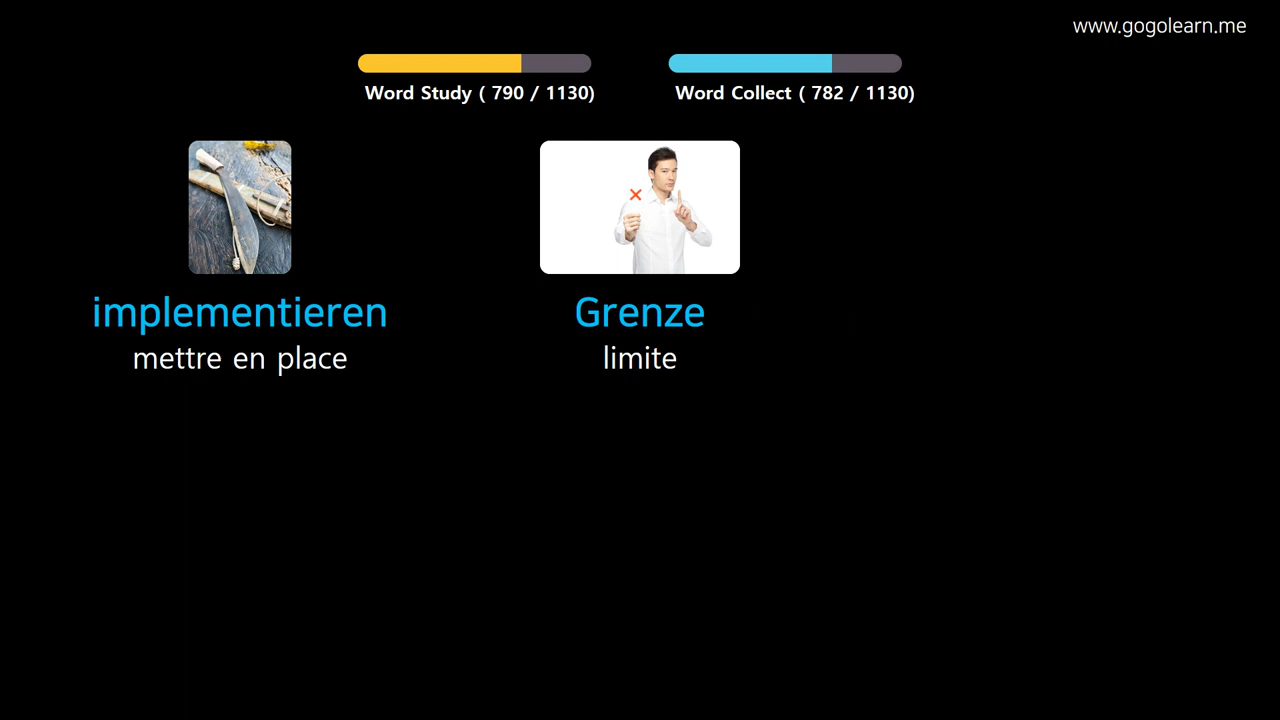 www.gogolearn.me
Word Study ( 790 / 1130)
Word Collect ( 782 / 1130)
implementieren
mettre en place
Grenze
limite